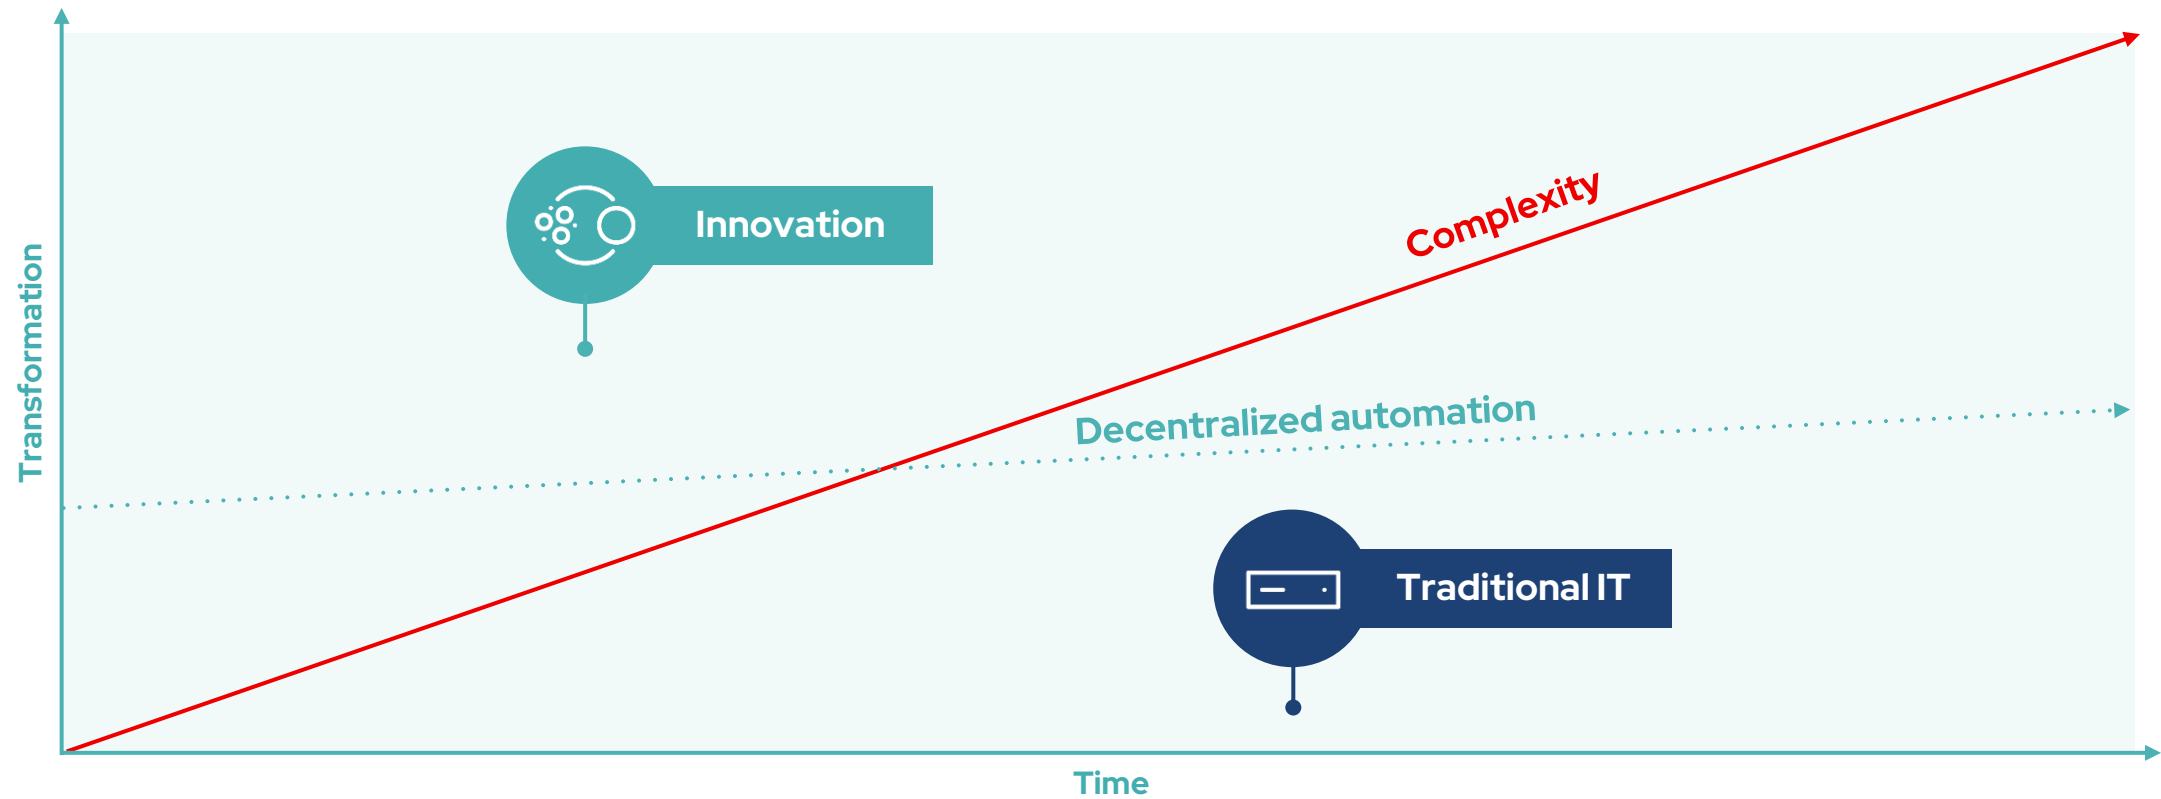 Transformation
Innovation
Complexity
Decentralized automation
Traditional IT
Time